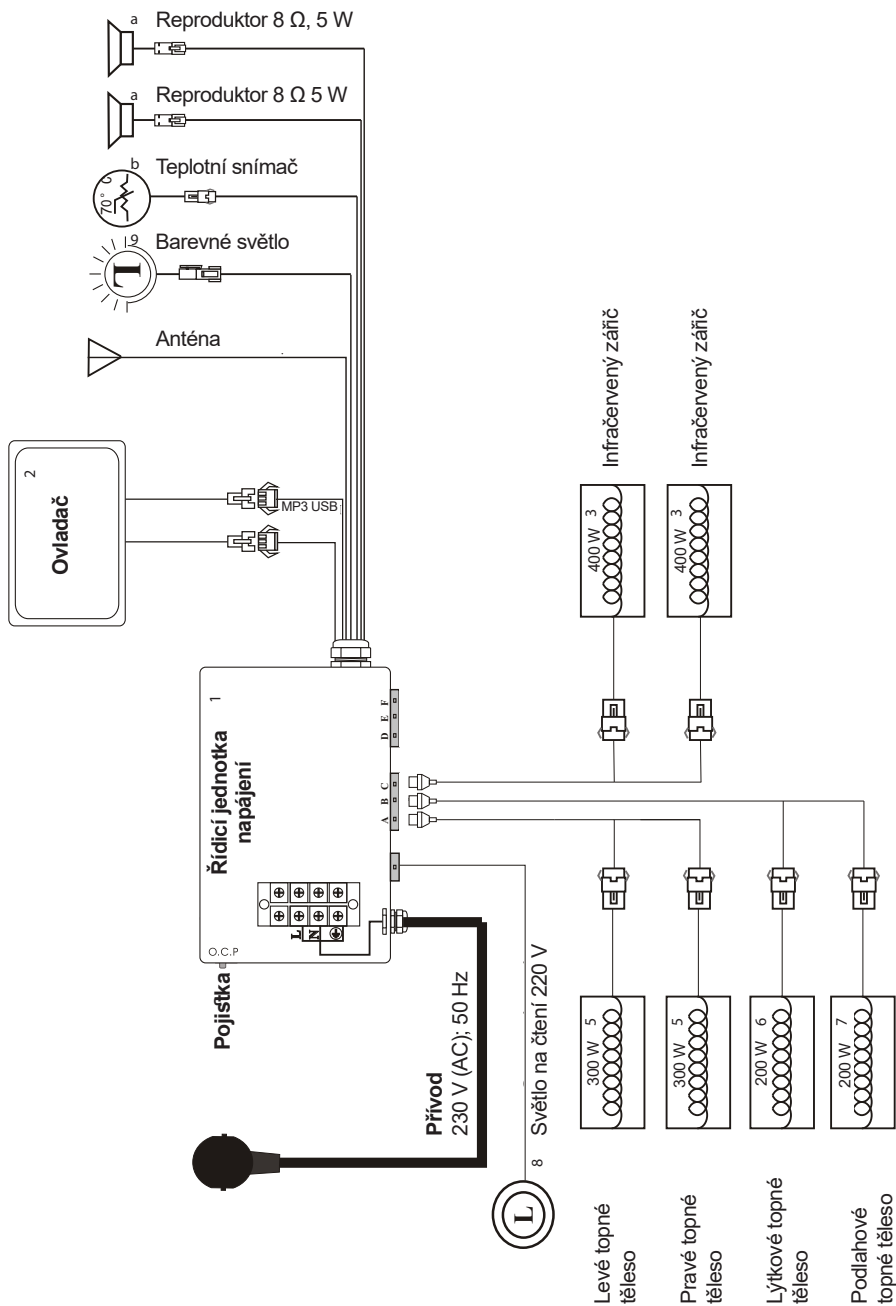 a
Reproduktor 8 Ω, 5 W
a
Reproduktor 8 Ω 5 W
b
Teplotní snímač
70° C
9
Barevné světlo
L
Anténa
2
Ovladač
MP3 USB
1
Řídicí jednotka
napájení
O.C.P
Pojistka
L
N
A B C
D E F
Přívod
230 V (AC); 50 Hz
8
Světlo na čtení 220 V
L
400 W 3
Infračervený zářič
400 W 3
Infračervený zářič
300 W 5
Levé topné
těleso
300 W 5
Pravé topné
těleso
200 W 6
Lýtkové topné
těleso
200 W 7
Podlahové
topné těleso